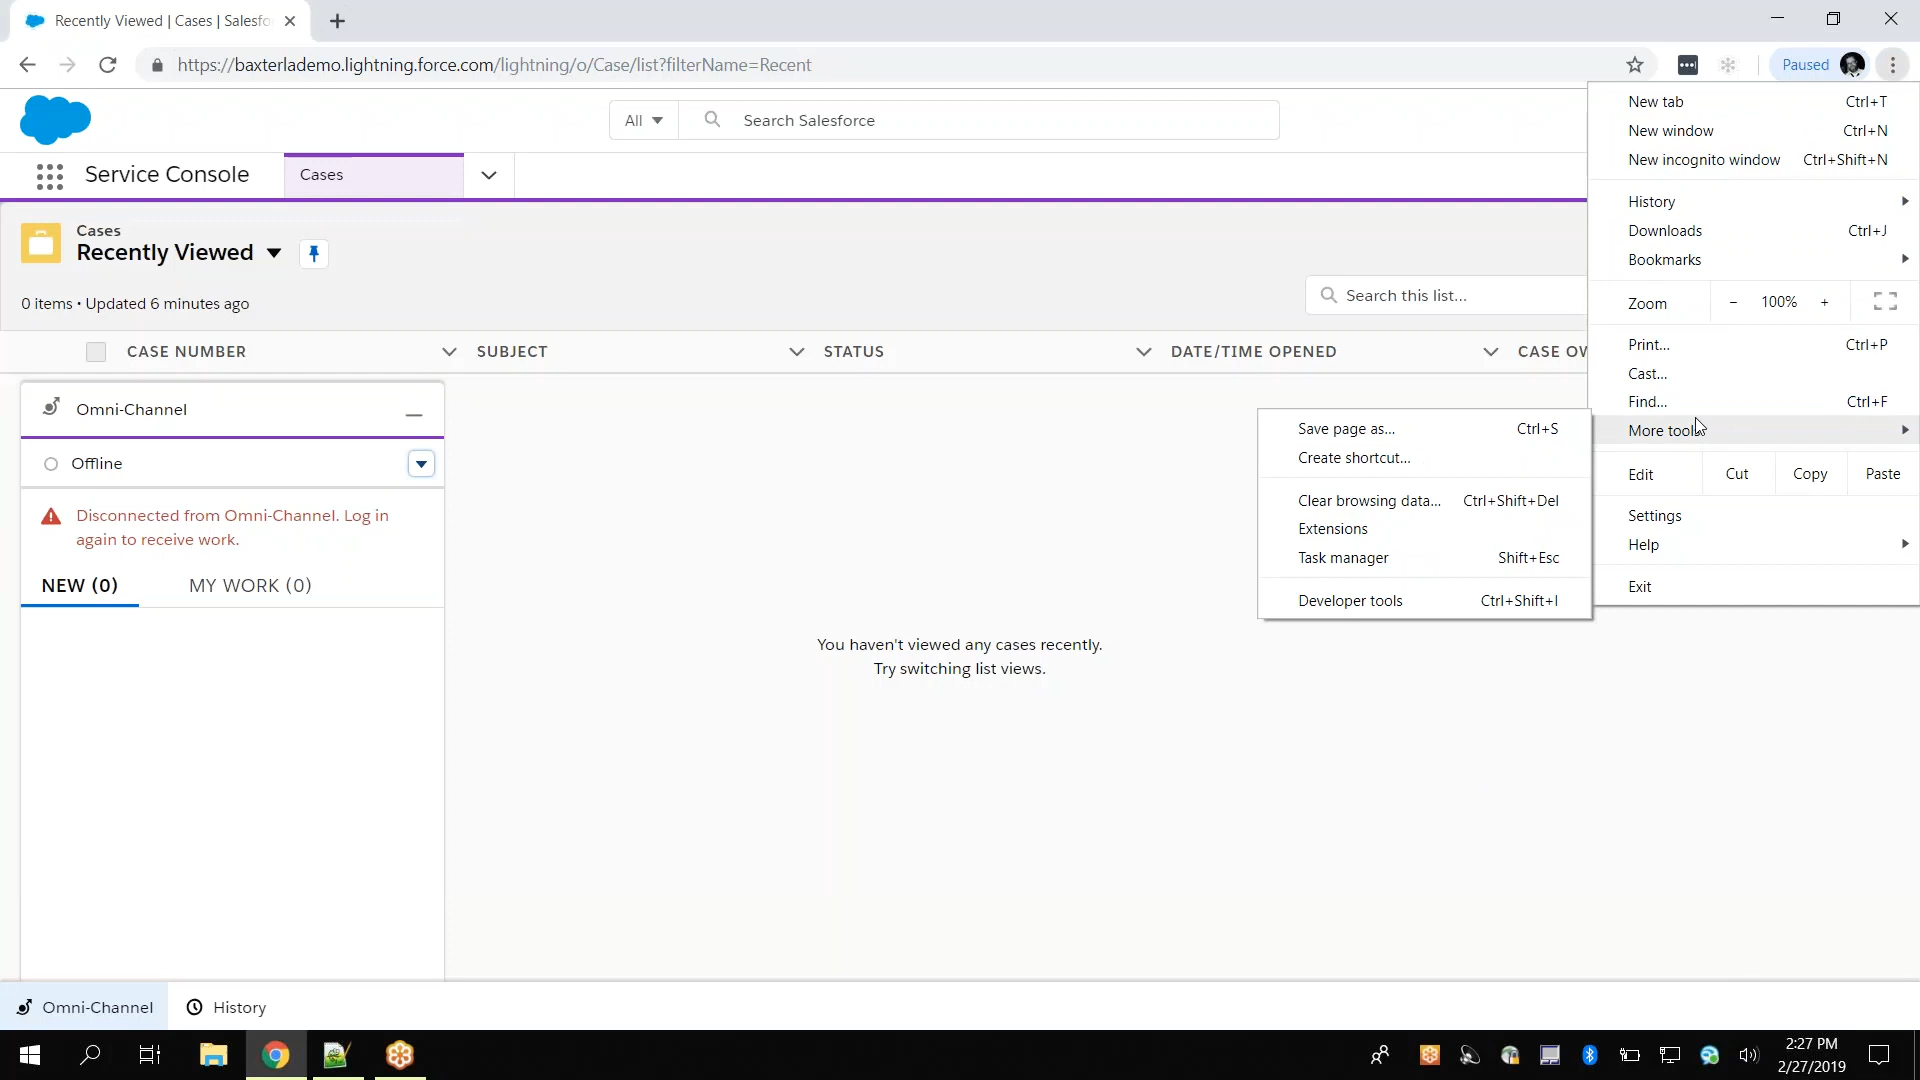 Recently Viewed | Cases | Salesfo
https://baxterlademo.lightning.force.com/lightning/o/Case/list?filterName=Recent
Paused
All
Search Salesforce
Service Console
Cases
Cases
Recently Viewed
0 items • Updated 6 minutes ago
Search this list...
CASE NUMBER
SUBJECT
STATUS
DATE/TIME OPENED
CASE OW
Omni-Channel
Offline
Disconnected from Omni-Channel. Log in
again to receive work.
NEW (0)
MY WORK (0)
You haven't viewed any cases recently.
Try switching list views.
New tab Ctrl+T
New window Ctrl+N
New incognito window Ctrl+Shift+N
History
Downloads Ctrl+J
Bookmarks
Zoom − 100% +
Print... Ctrl+P
Cast...
Find... Ctrl+F
More tools
Edit Cut Copy Paste
Settings
Help
Exit
Save page as... Ctrl+S
Create shortcut...
Clear browsing data... Ctrl+Shift+Del
Extensions
Task manager Shift+Esc
Developer tools Ctrl+Shift+I
Omni-Channel
History
2:27 PM
2/27/2019